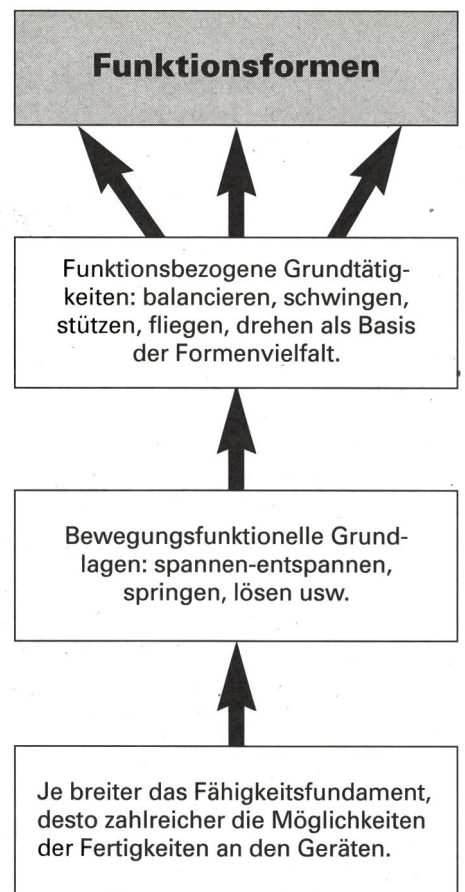 Funktionsformen
Funktionsbezogene Grundtätig-
keiten: balancieren, schwingen,
stützen, fliegen, drehen als Basis
der Formenvielfalt.
Bewegungsfunktionelle Grund-
lagen: spannen-entspannen,
springen, lösen usw.
Je breiter das Fähigkeitsfundament,
desto zahlreicher die Möglichkeiten
der Fertigkeiten an den Geräten.